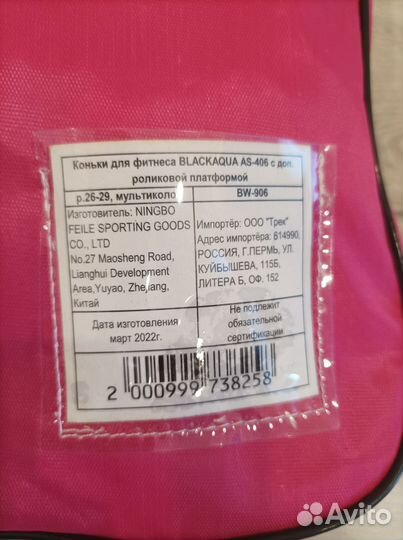 Коньки для фитнеса BLACKAQUA AS-406 с доп.
роликовой платформой
р.26-29, мультиколо
BW-906
Изготовитель: NINGBO
FEILE SPORTING GOODS
CO., LTD
No.27 Maosheng Road,
Lianghui Development
Area,Yuyao, Zhejiang,
Китай
Импортёр: ООО "Трек"
Адрес импортёра: 614990,
РОССИЯ, Г.ПЕРМЬ, УЛ.
КУЙБЫШЕВА, 115Б,
ЛИТЕРА Б, ОФ. 152
Дата изготовления:
март 2022г.
Не подлежит
обязательной
сертификации
2 000999 738258
Avito